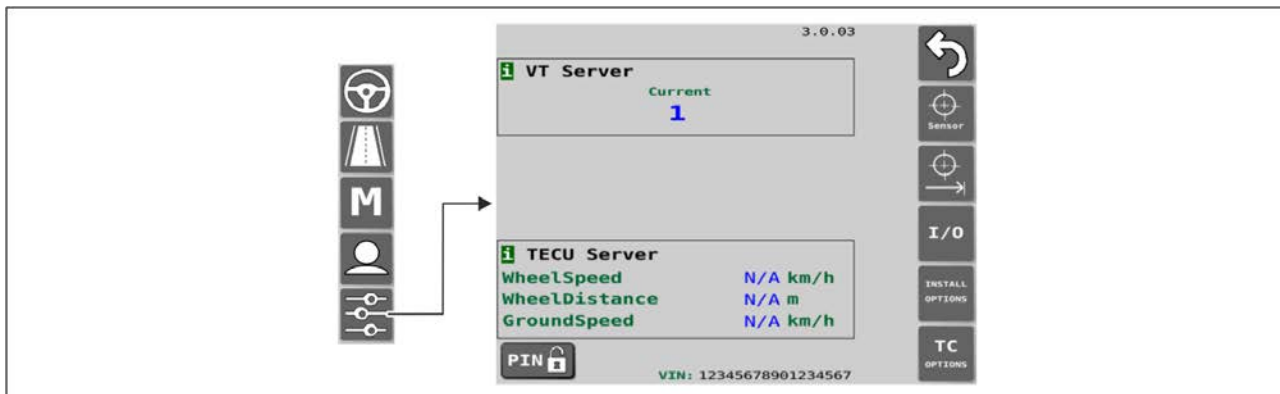 3.0.03
i VT Server
Current
1
M
i TECU Server
WheelSpeed N/A km/h
WheelDistance N/A m
GroundSpeed N/A km/h
PIN
VIN: 12345678901234567
Sensor
I/O
INSTALL
OPTIONS
TC
OPTIONS